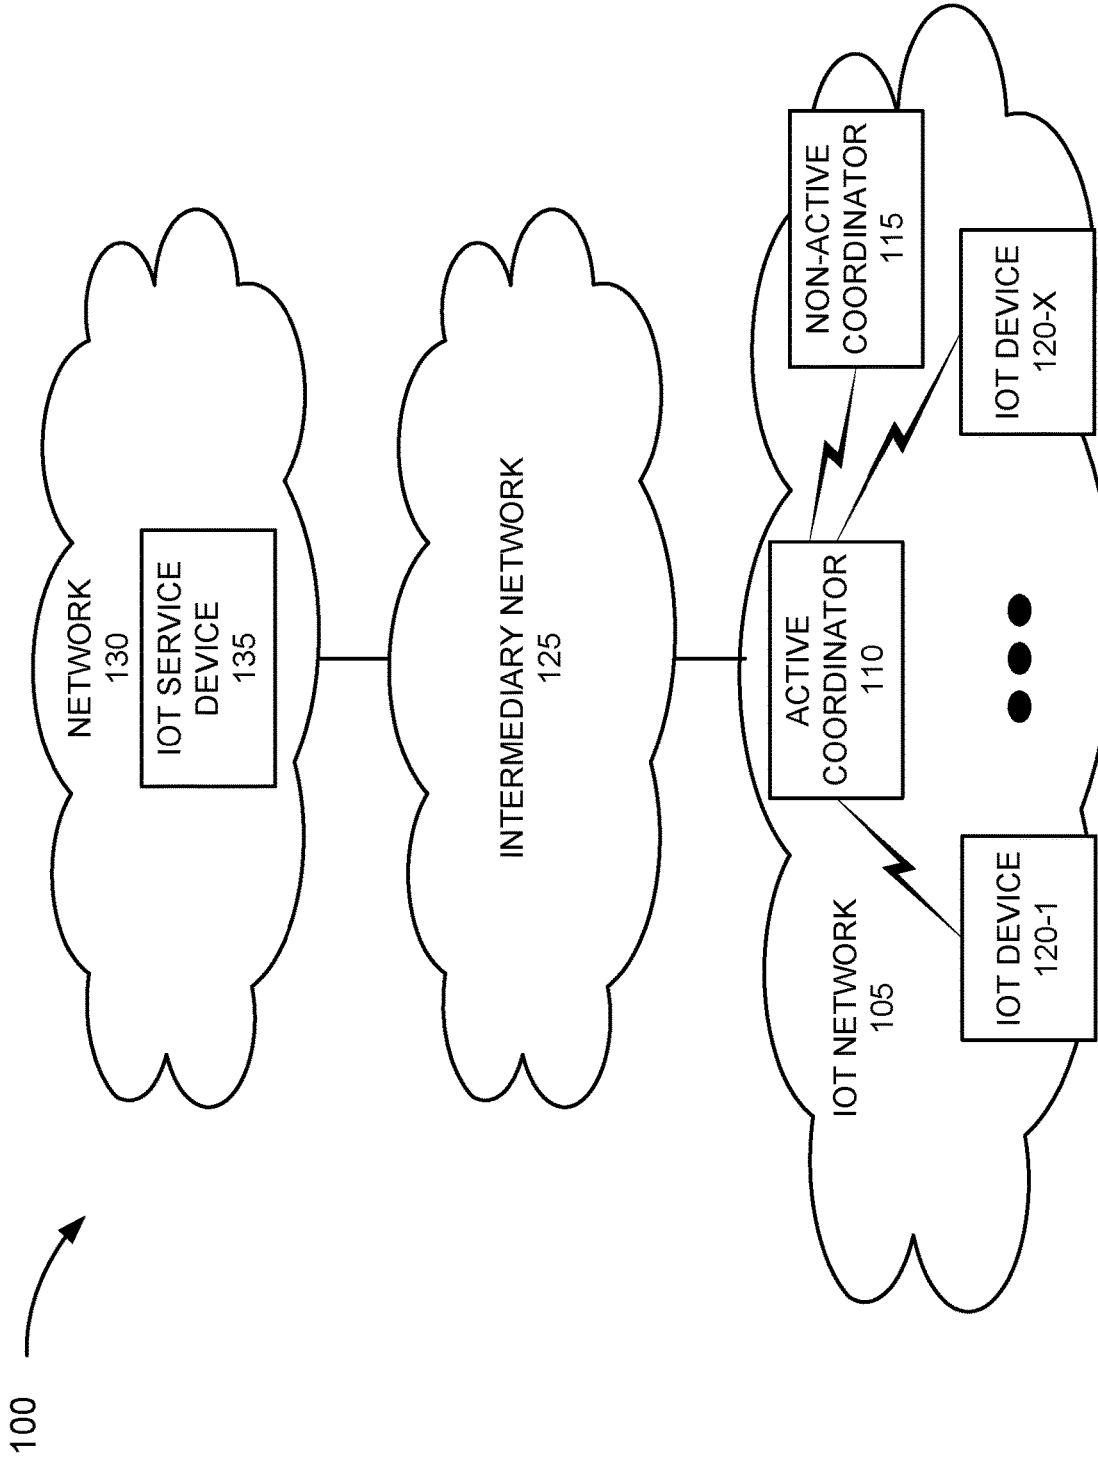 100
NETWORK
130
IOT SERVICE
DEVICE
135
INTERMEDIARY NETWORK
125
IOT NETWORK
105
ACTIVE
COORDINATOR
110
NON-ACTIVE
COORDINATOR
115
IOT DEVICE
120-1
IOT DEVICE
120-X